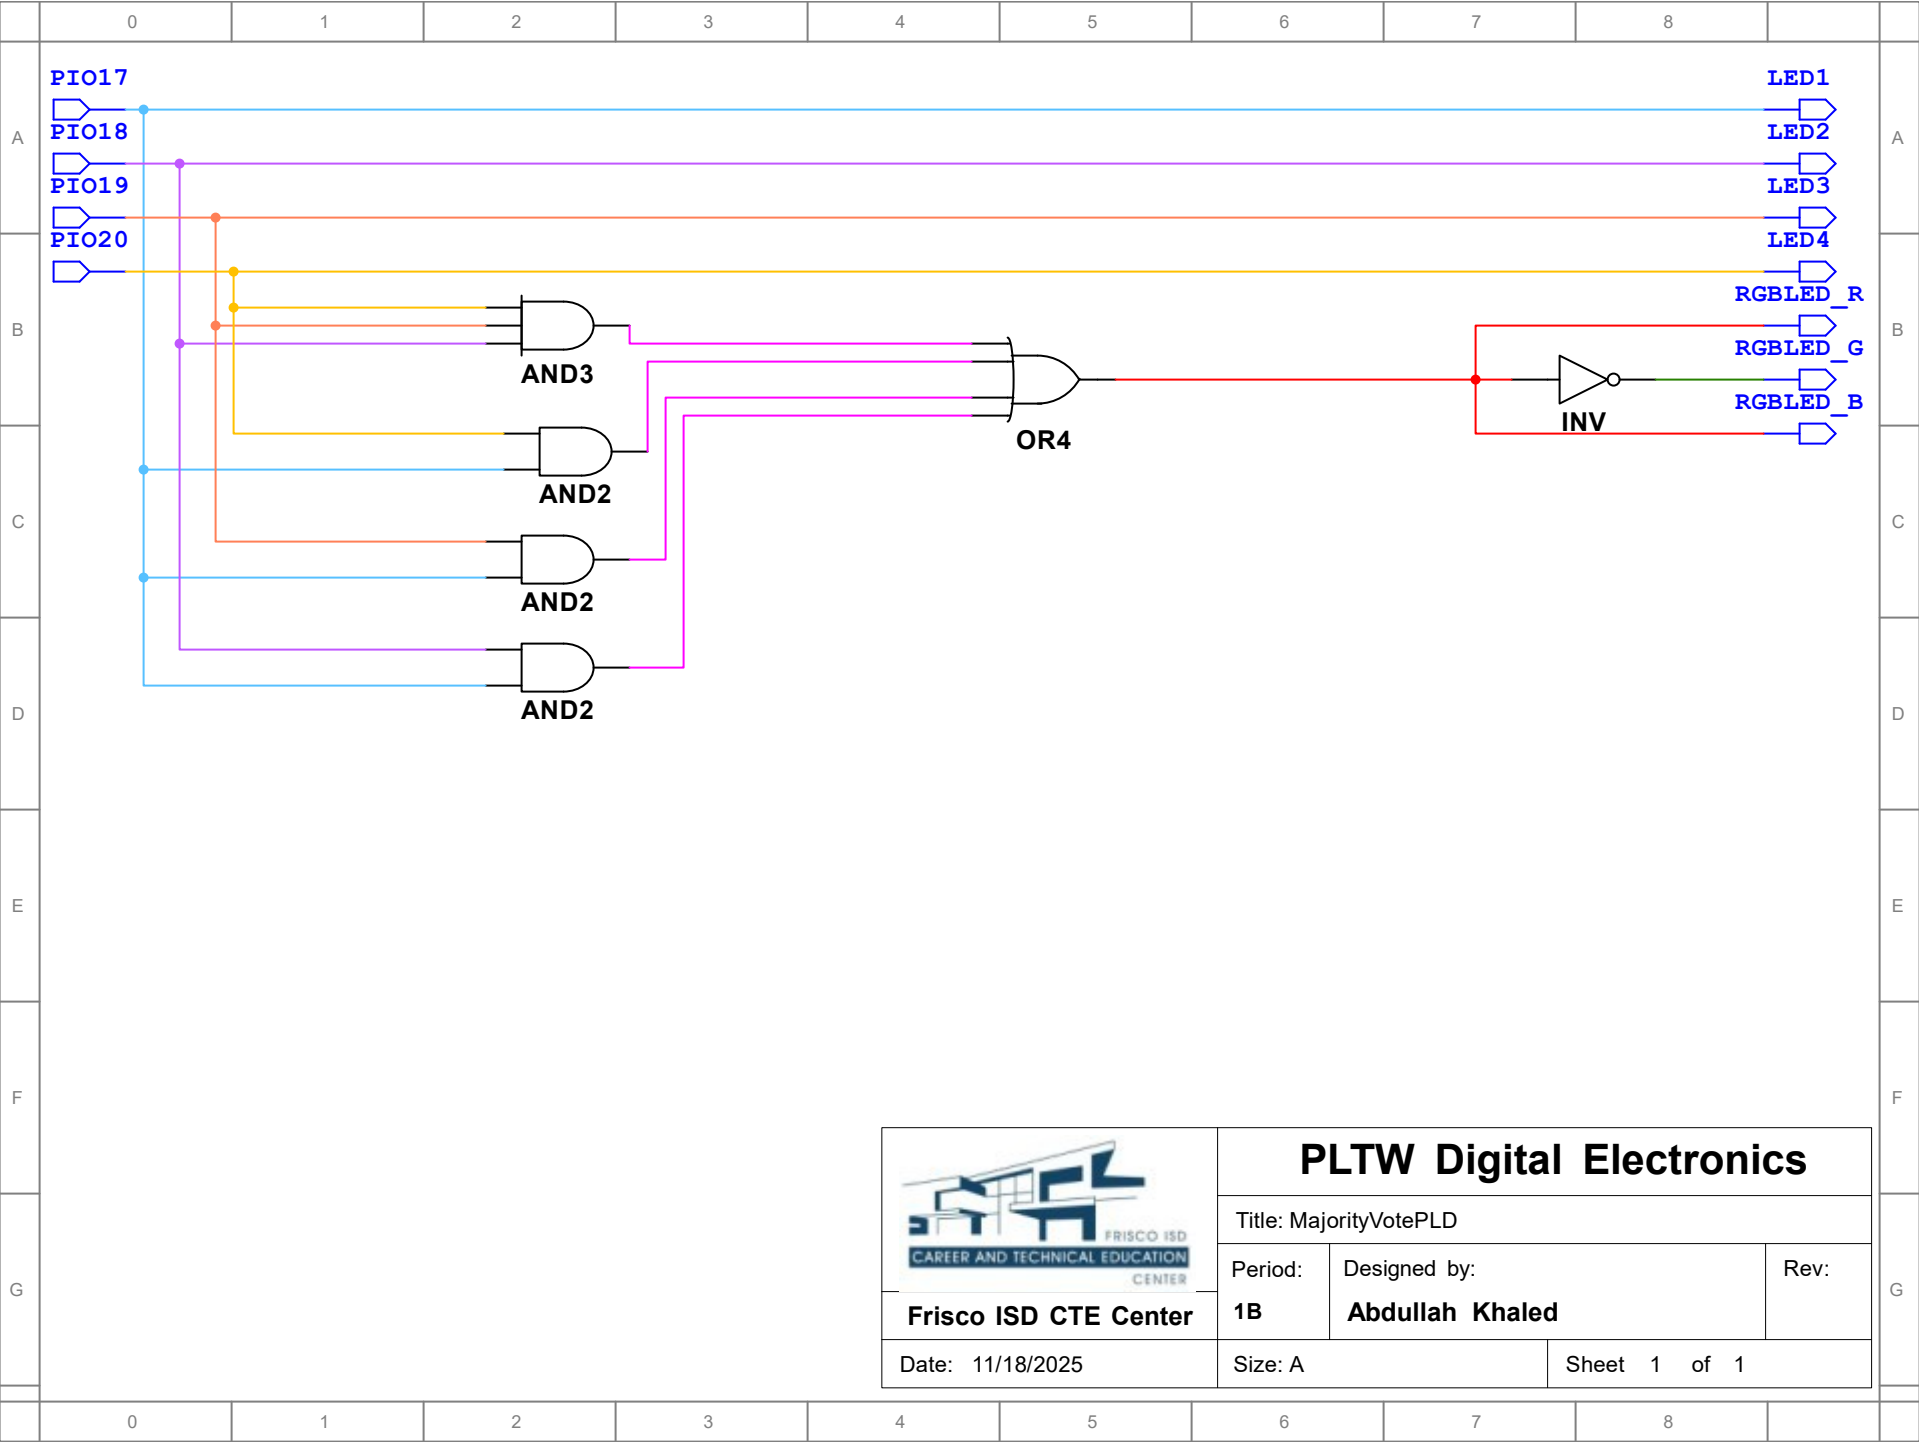 0 1 2 3 4 5 6 7 8
PIO17 LED1
A A
PIO18 LED2
PIO19 LED3
PIO20 LED4
RGBLED_R
B B
RGBLED_G
AND3
RGBLED_B
INV
OR4
AND2
C C
AND2
AND2
D D
E E
F F
PLTW Digital Electronics
Title: MajorityVotePLD
FRISCO ISD
CAREER AND TECHNICAL EDUCATION
CENTER
Period: Designed by: Rev:
G G
Frisco ISD CTE Center 1B Abdullah Khaled
Date: 11/18/2025 Size: A Sheet 1 of 1
0 1 2 3 4 5 6 7 8